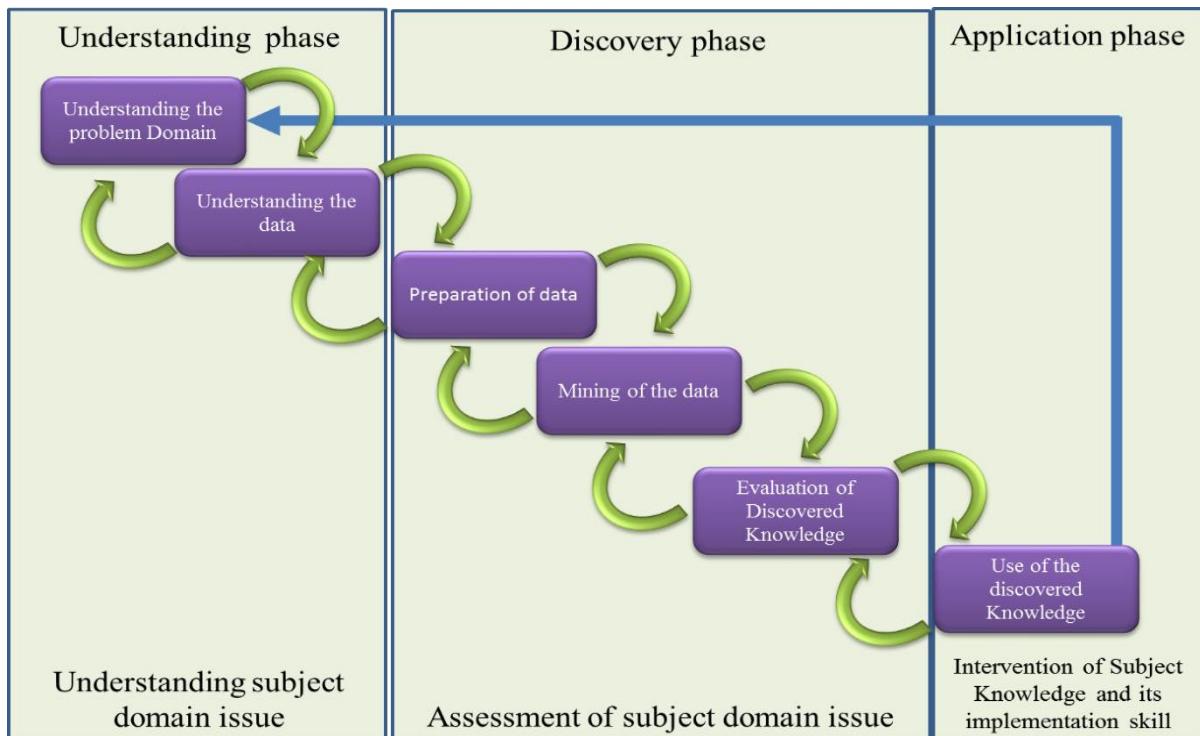 Understanding phase
Discovery phase
Application phase
Understanding the
problem Domain
Understanding the
data
Preparation of data
Mining of the data
Evaluation of
Discovered
Knowledge
Use of the
discovered
Knowledge
Understanding subject
domain issue
Assessment of subject domain issue
Intervention of Subject
Knowledge and its
implementation skill